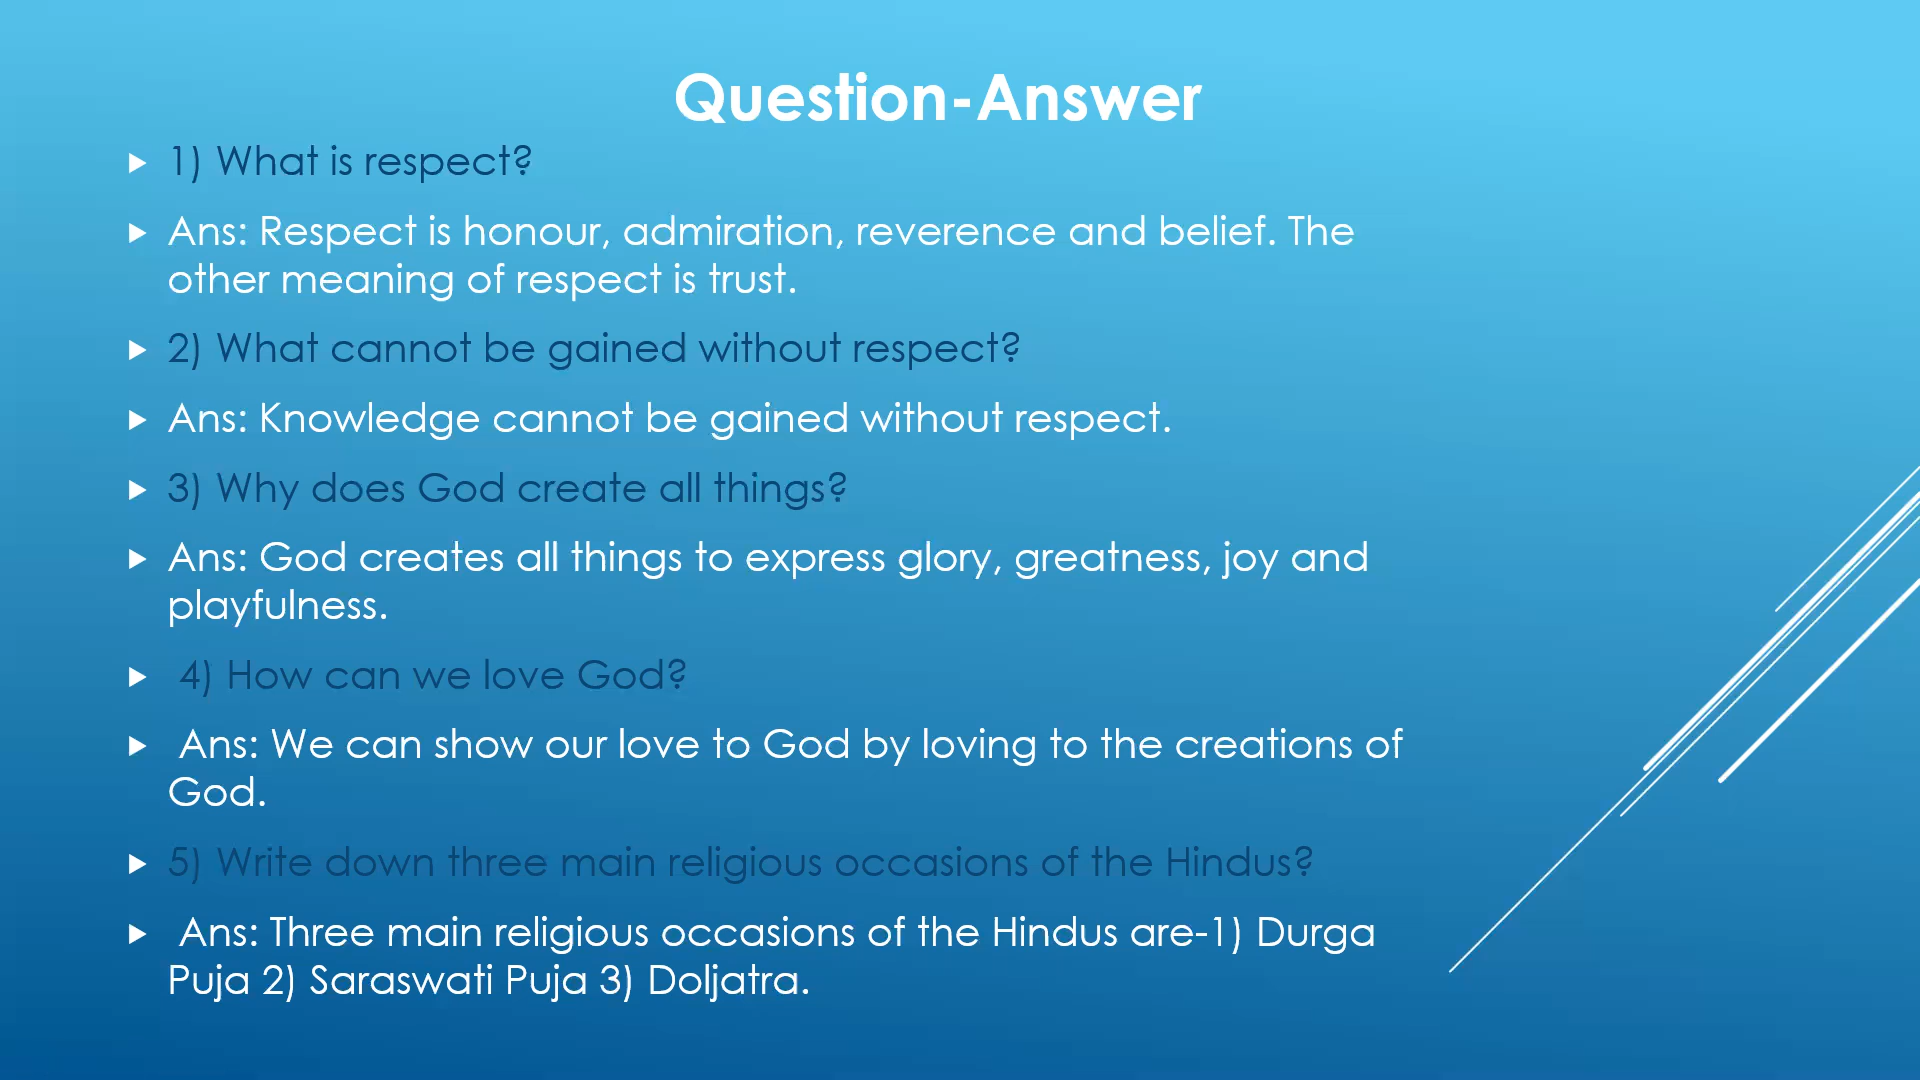 Question-Answer
1) What is respect?
Ans: Respect is honour, admiration, reverence and belief. The
other meaning of respect is trust.
2) What cannot be gained without respect?
Ans: Knowledge cannot be gained without respect.
3) Why does God create all things?
Ans: God creates all things to express glory, greatness, joy and
playfulness.
4) How can we love God?
Ans: We can show our love to God by loving to the creations of
God.
5) Write down three main religious occasions of the Hindus?
Ans: Three main religious occasions of the Hindus are-1) Durga
Puja 2) Saraswati Puja 3) Doljatra.